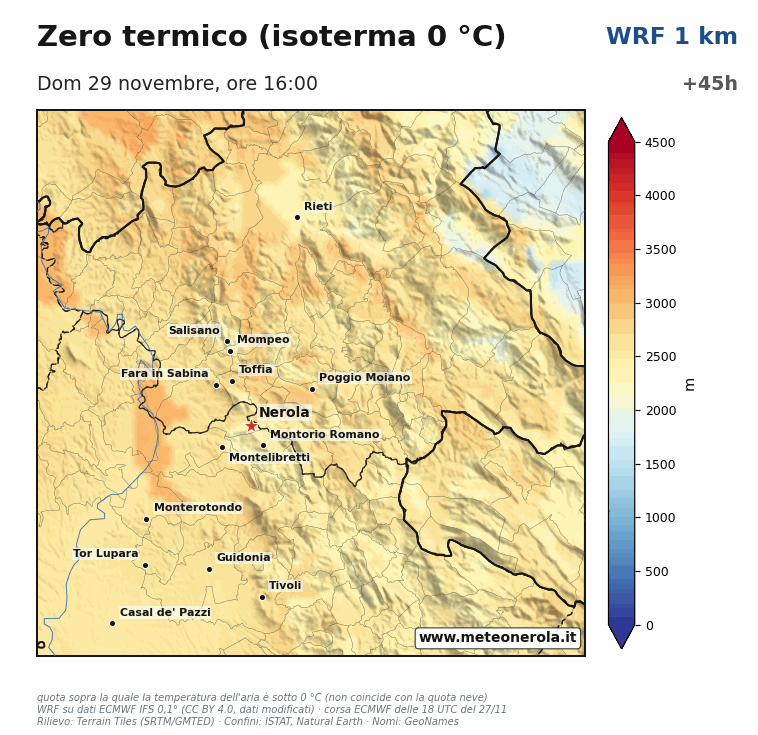 Zero termico (isoterma 0 °C)
WRF 1 km
Dom 29 novembre, ore 16:00
+45h
4500
4000
3500
3000
2500
2000
1500
1000
500
0
m
Rieti
Salisano
Mompeo
Toffia
Fara in Sabina
Poggio Moiano
Nerola
Montorio Romano
Montelibretti
Monterotondo
Tor Lupara
Guidonia
Tivoli
Casal de' Pazzi
www.meteonerola.it
quota sopra la quale la temperatura dell'aria è sotto 0 °C (non coincide con la quota neve)
WRF su dati ECMWF IFS 0,1° (CC BY 4.0, dati modificati) · corsa ECMWF delle 18 UTC del 27/11
Rilievo: Terrain Tiles (SRTM/GMTED) · Confini: ISTAT, Natural Earth · Nomi: GeoNames